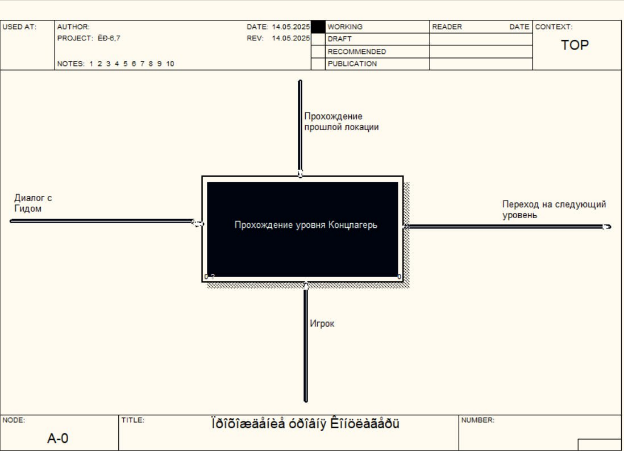 USED AT:
AUTHOR:
DATE: 14.05.2025
WORKING
READER
DATE
CONTEXT:
PROJECT: ËÐ-6,7
REV: 14.05.2025
DRAFT
TOP
RECOMMENDED
NOTES: 1 2 3 4 5 6 7 8 9 10
PUBLICATION
Прохождение
прошлой локации
Диалог с
Гидом
Прохождение уровня Концлагерь
Переход на следующий
уровень
Игрок
NODE:
A-0
TITLE:
Ïðîõîæäåíèå óðîâíÿ Êîíöëàãåðü
NUMBER: